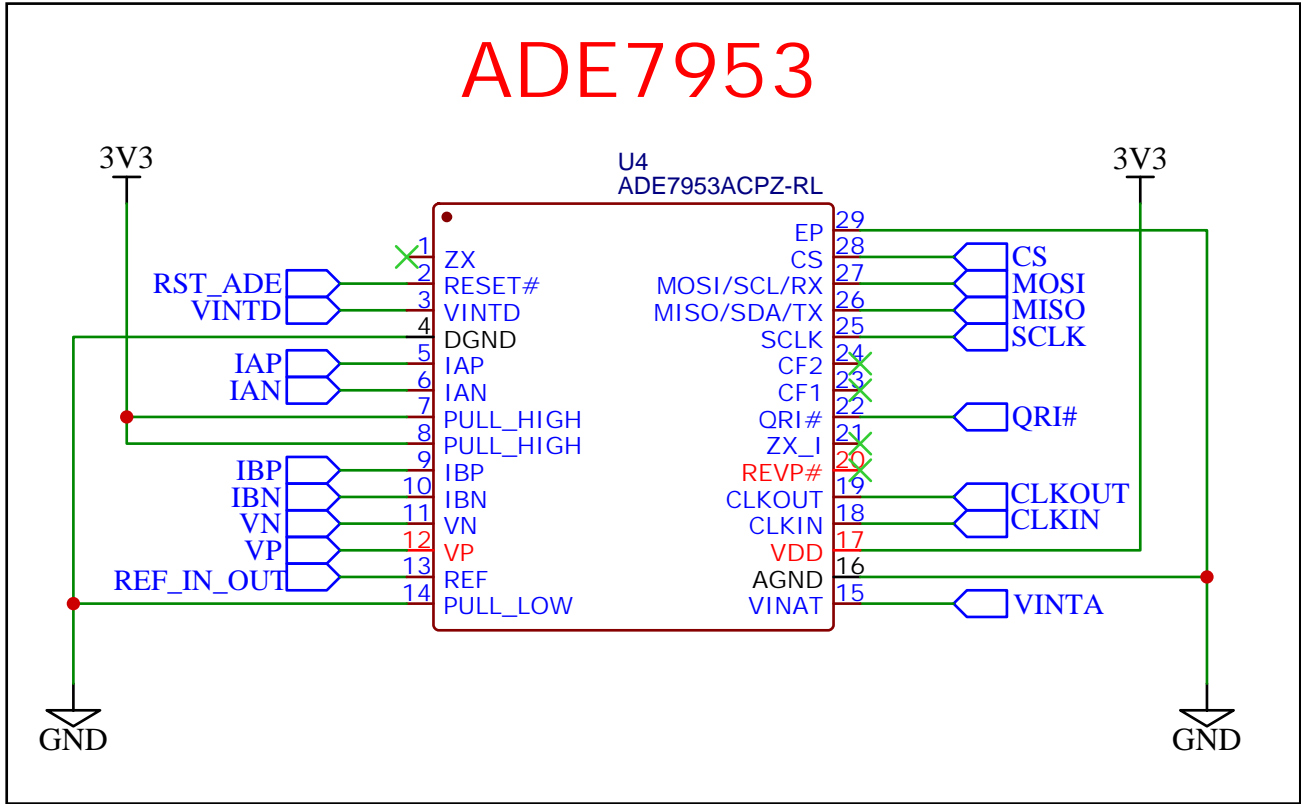 ADE7953
3V3
3V3
U4
ADE7953ACPZ-RL
29
EP
1
ZX
28
CS
CS
RST_ADE
2
RESET#
27
MOSI/SCL/RX
MOSI
VINTD
3
VINTD
26
MISO/SDA/TX
MISO
4
DGND
25
SCLK
SCLK
IAP
5
IAP
24
CF2
IAN
6
IAN
23
CF1
7
PULL_HIGH
22
QRI#
QRI#
8
PULL_HIGH
21
ZX_I
IBP
9
IBP
20
REVP#
IBN
10
IBN
19
CLKOUT
CLKOUT
VN
11
VN
18
CLKIN
CLKIN
VP
12
VP
17
VDD
REF_IN_OUT
13
REF
16
AGND
14
PULL_LOW
15
VINAT
VINTA
GND
GND